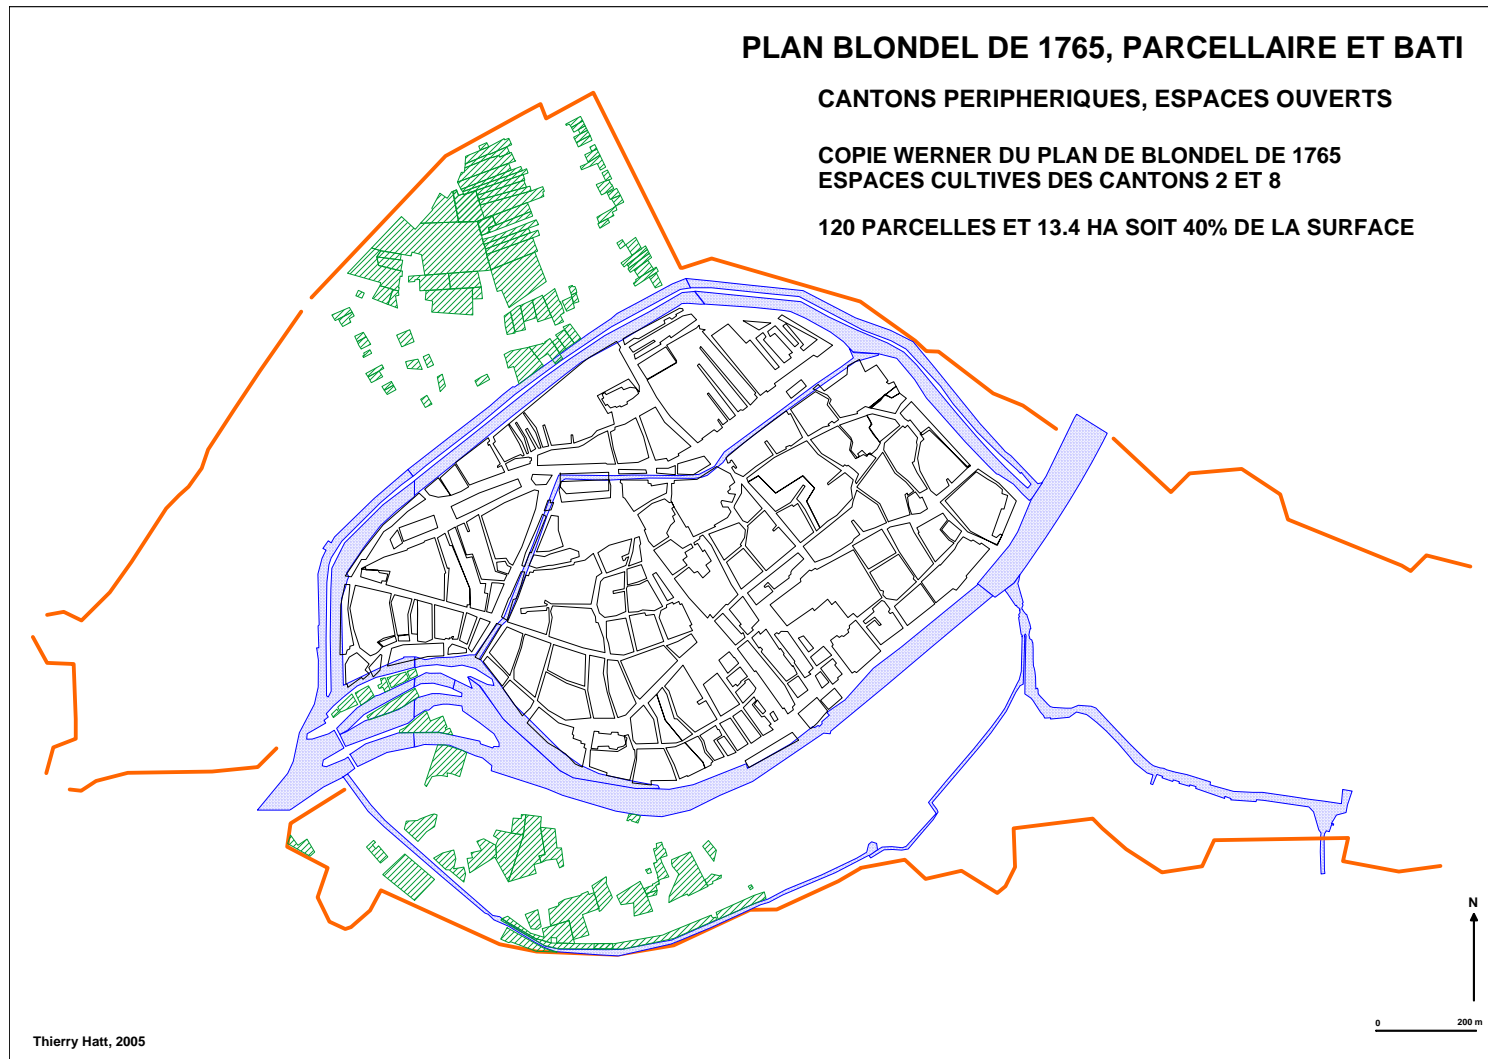 PLAN BLONDEL DE 1765, PARCELLAIRE ET BATI
CANTONS PERIPHERIQUES, ESPACES OUVERTS
COPIE WERNER DU PLAN DE BLONDEL DE 1765
ESPACES CULTIVES DES CANTONS 2 ET 8
120 PARCELLES ET 13.4 HA SOIT 40% DE LA SURFACE
N
0 200 m
Thierry Hatt, 2005